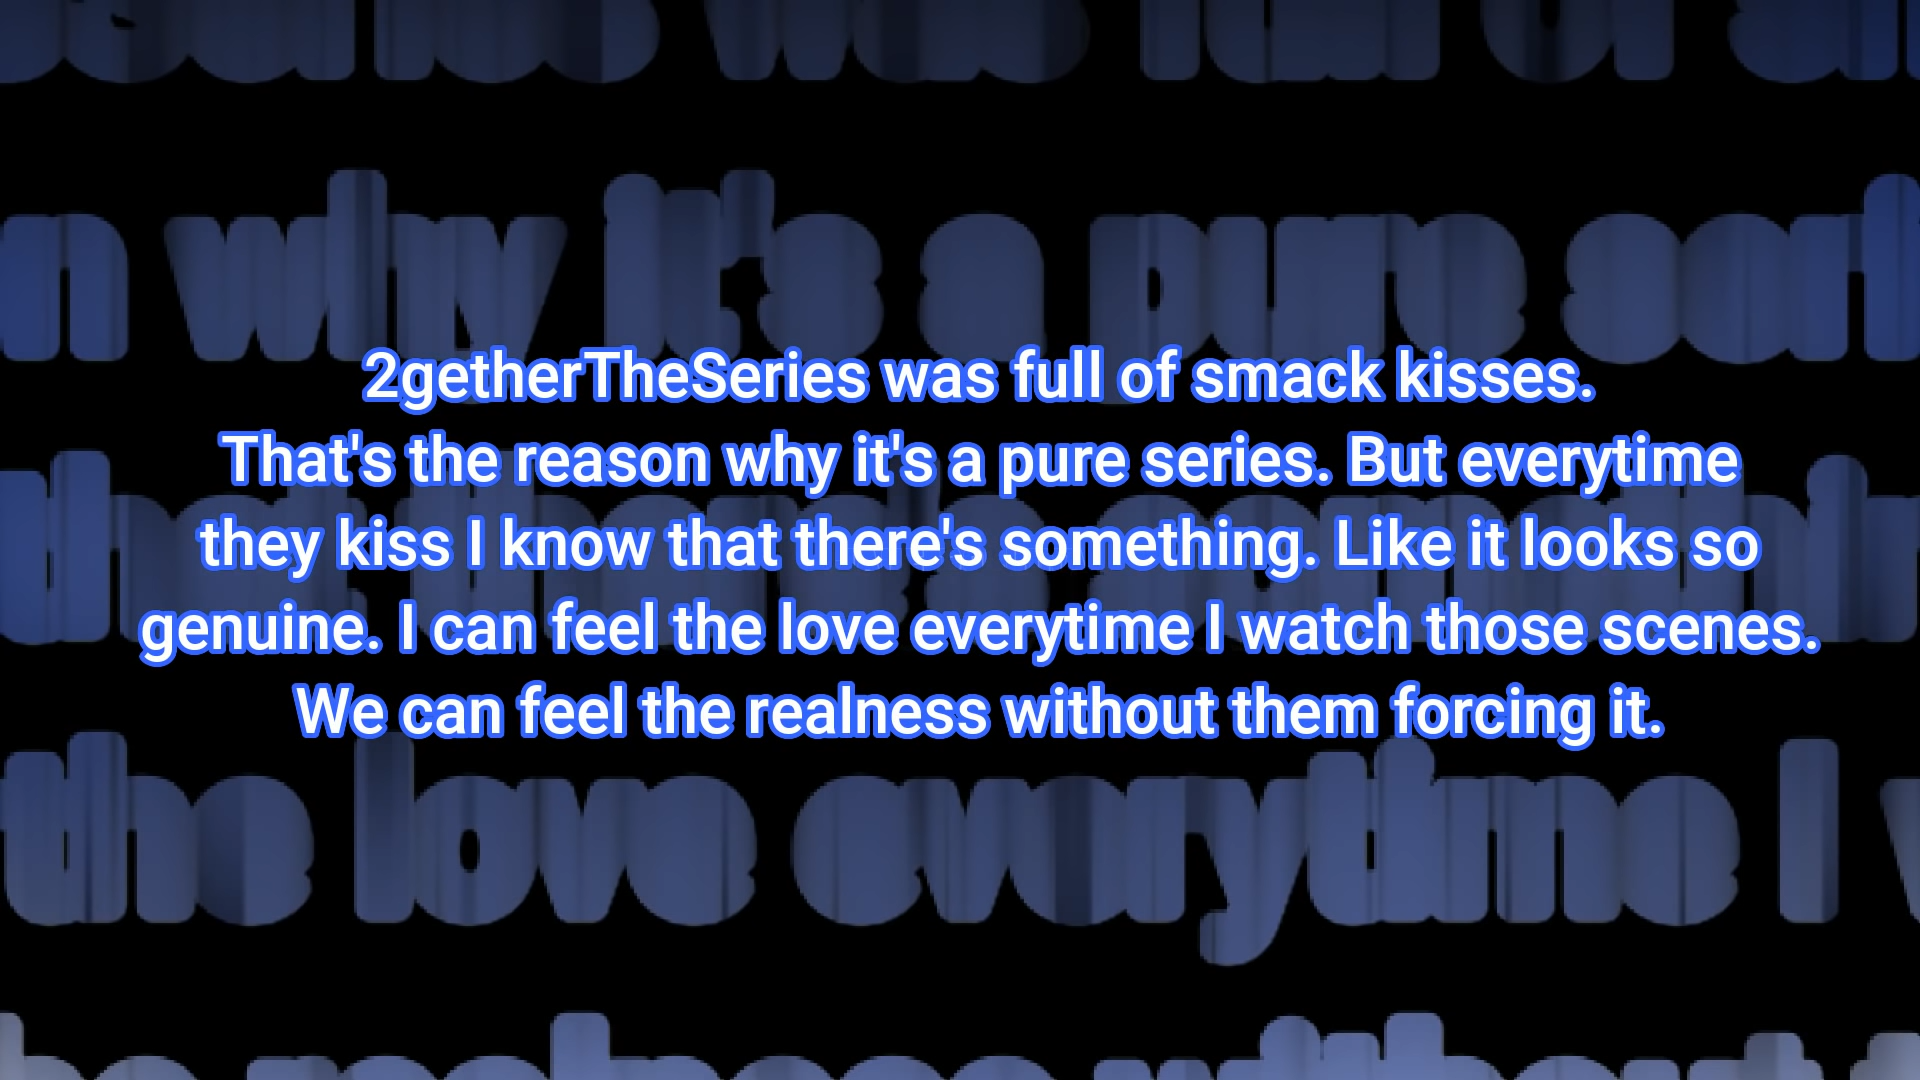 2getherTheSeries was full of smack kisses.
That's the reason why it's a pure series. But everytime
they kiss I know that there's something. Like it looks so
genuine. I can feel the love everytime I watch those scenes.
We can feel the realness without them forcing it.